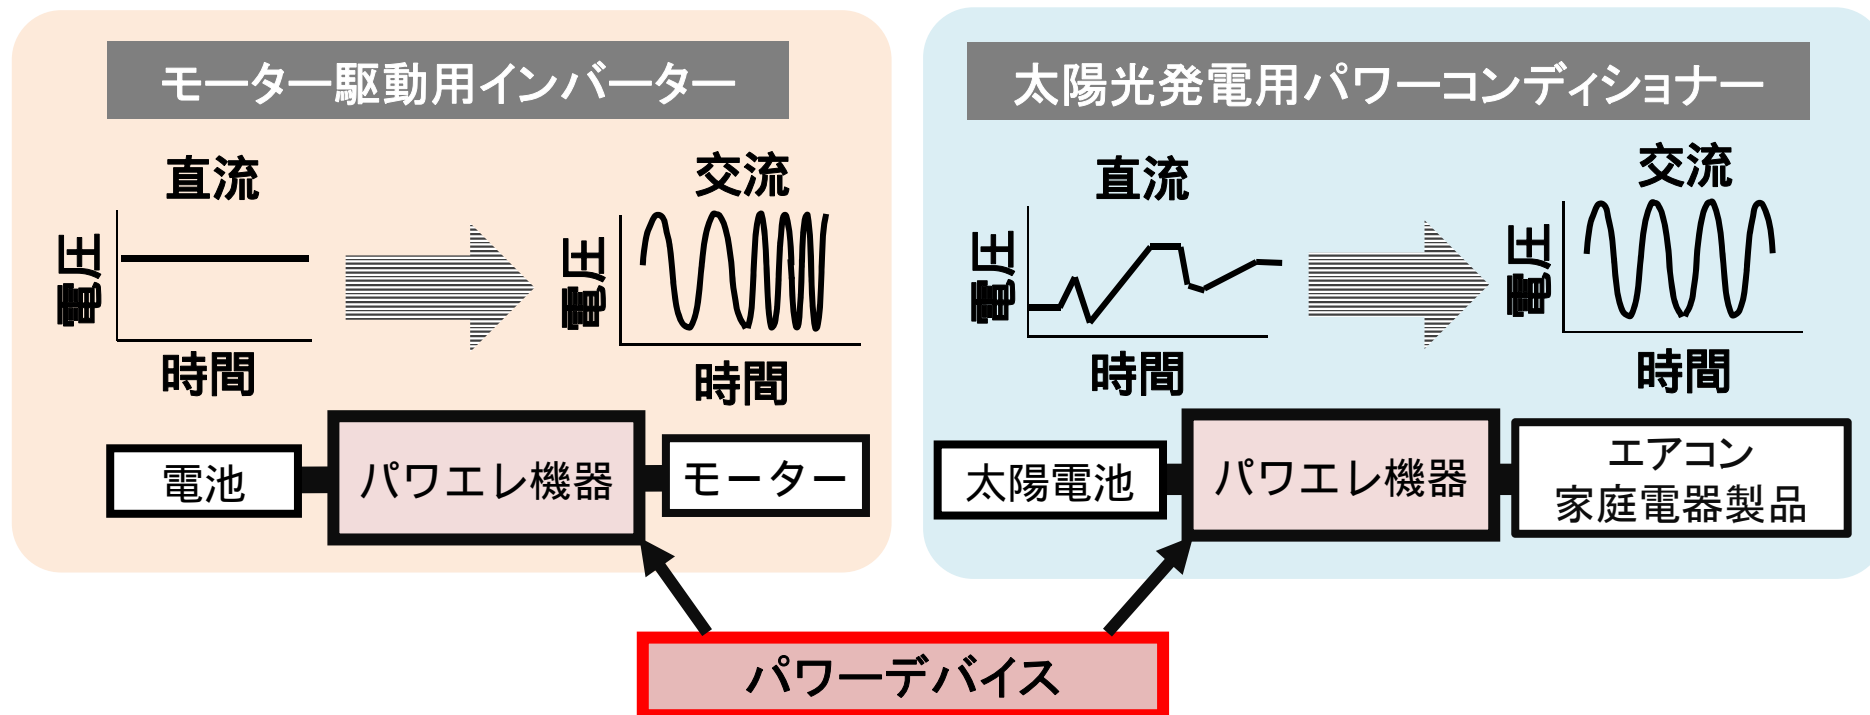 モーター駆動用インバーター
直流
電圧
時間
交流
電圧
時間
電池
パワエレ機器
モーター
太陽光発電用パワーコンディショナー
直流
電圧
時間
交流
電圧
時間
太陽電池
パワエレ機器
エアコン
家庭電器製品
パワーデバイス